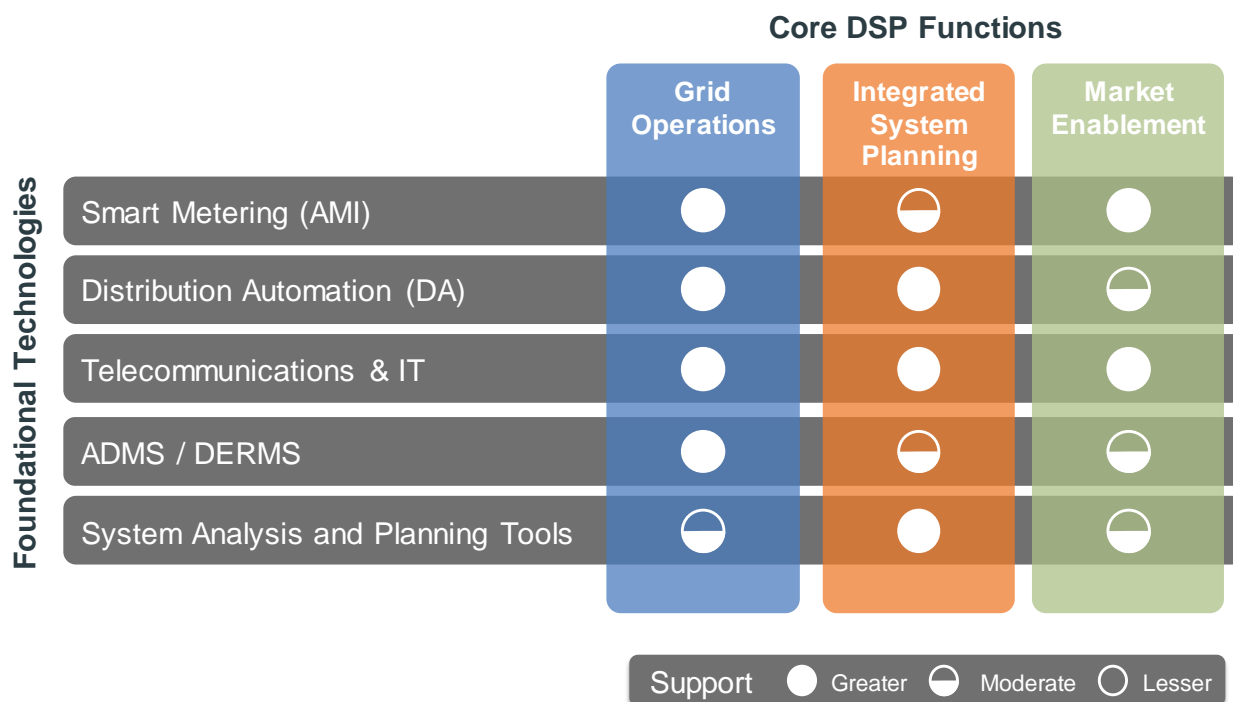 Core DSP Functions
Grid
Operations
Integrated
System
Planning
Market
Enablement
Foundational Technologies
Smart Metering (AMI)
Distribution Automation (DA)
Telecommunications & IT
ADMS / DERMS
System Analysis and Planning Tools
Support Greater Moderate Lesser